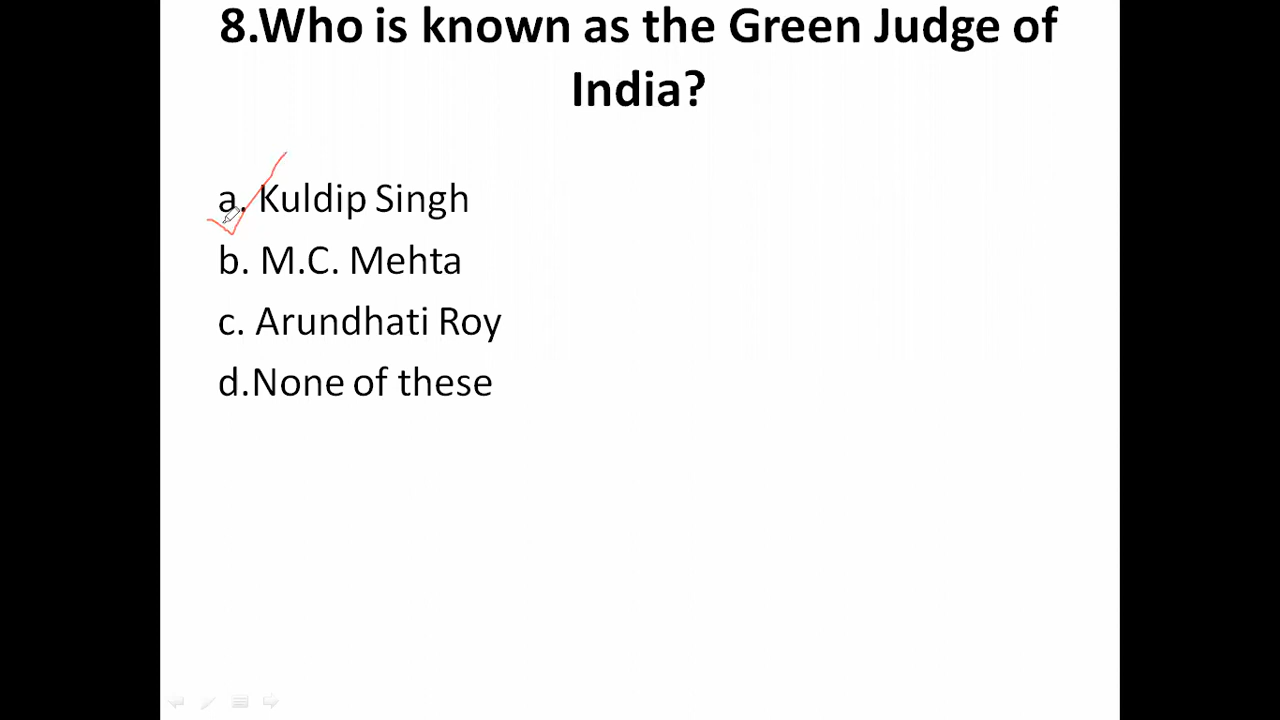 8.Who is known as the Green Judge of
India?
a. Kuldip Singh
b. M.C. Mehta
c. Arundhati Roy
d.None of these